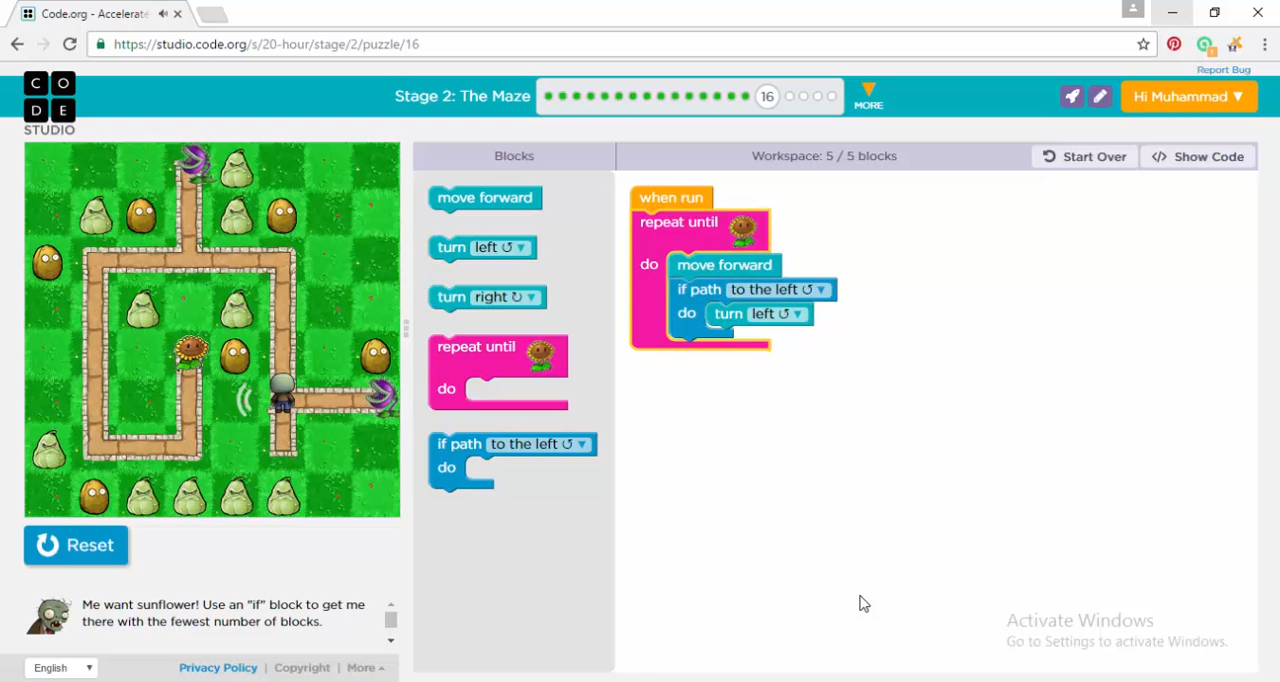 Code.org - Accelerate
https://studio.code.org/s/20-hour/stage/2/puzzle/16
Report Bug
C O
D E
STUDIO
Stage 2: The Maze
16
MORE
Hi Muhammad ▼
Blocks
Workspace: 5 / 5 blocks
Start Over
</> Show Code
move forward
turn left ↺ ▼
turn right ↻ ▼
repeat until
do
if path to the left ↺ ▼
do
when run
repeat until
do move forward
if path to the left ↺ ▼
do turn left ↺ ▼
Reset
Me want sunflower! Use an "if" block to get me
there with the fewest number of blocks.
Activate Windows
Go to Settings to activate Windows.
English ▼
Privacy Policy | Copyright | More